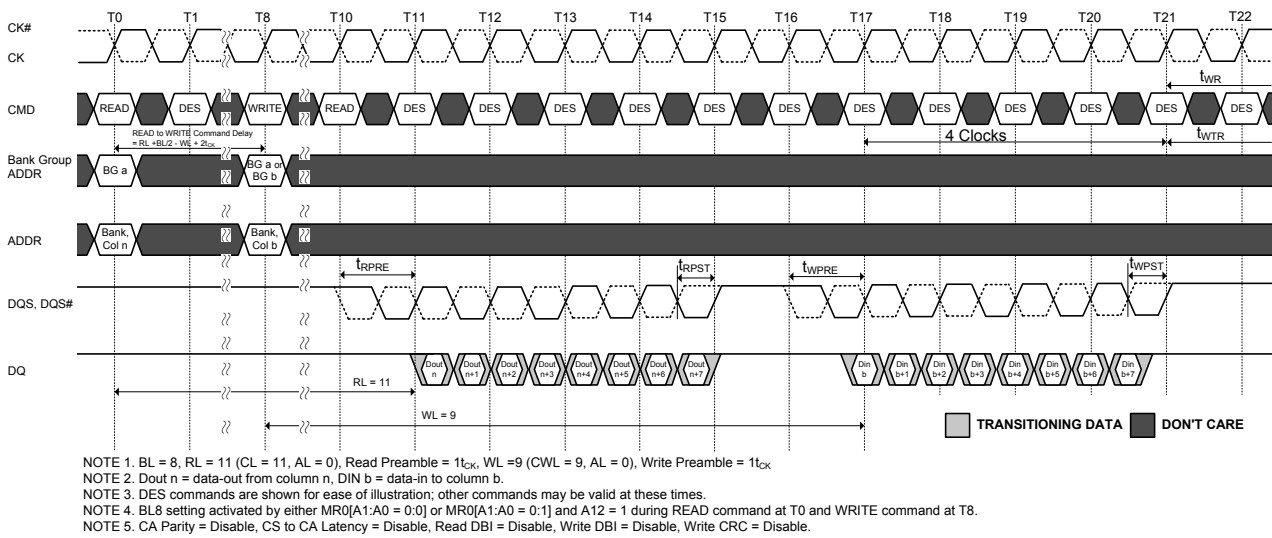 T0 T1 T8 T10 T11 T12 T13 T14 T15 T16 T17 T18 T19 T20 T21 T22
CK#
CK
tWR
CMD READ DES WRITE READ DES DES DES DES DES DES DES DES DES DES DES DES
READ to WRITE Command Delay
= RL +BL/2 - WL + 2tCK
4 Clocks
tWTR
Bank Group
ADDR
BG a
BG a or
BG b
ADDR
Bank,
Col n
Bank,
Col b
tRPRE tRPST tWPRE tWPST
DQS, DQS#
DQ
Dout
n
Dout
n+1
Dout
n+2
Dout
n+3
Dout
n+4
Dout
n+5
Dout
n+6
Dout
n+7
Din
b
Din
b+1
Din
b+2
Din
b+3
Din
b+4
Din
b+5
Din
b+6
Din
b+7
RL = 11
WL = 9
TRANSITIONING DATA DON'T CARE
NOTE 1. BL = 8, RL = 11 (CL = 11, AL = 0), Read Preamble = 1tCK, WL =9 (CWL = 9, AL = 0), Write Preamble = 1tCK
NOTE 2. Dout n = data-out from column n, DIN b = data-in to column b.
NOTE 3. DES commands are shown for ease of illustration; other commands may be valid at these times.
NOTE 4. BL8 setting activated by either MR0[A1:A0 = 0:0] or MR0[A1:A0 = 0:1] and A12 = 1 during READ command at T0 and WRITE command at T8.
NOTE 5. CA Parity = Disable, CS to CA Latency = Disable, Read DBI = Disable, Write DBI = Disable, Write CRC = Disable.